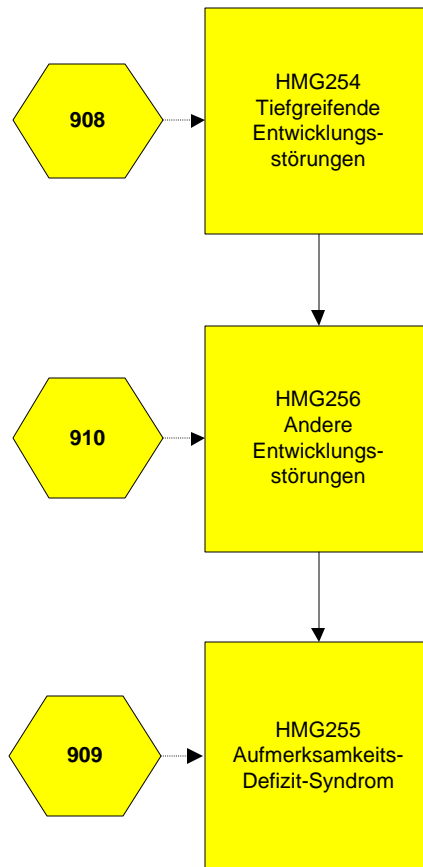 908
HMG254
Tiefgreifende
Entwicklungs-
störungen
910
HMG256
Andere
Entwicklungs-
störungen
909
HMG255
Aufmerksamkeits-
Defizit-Syndrom